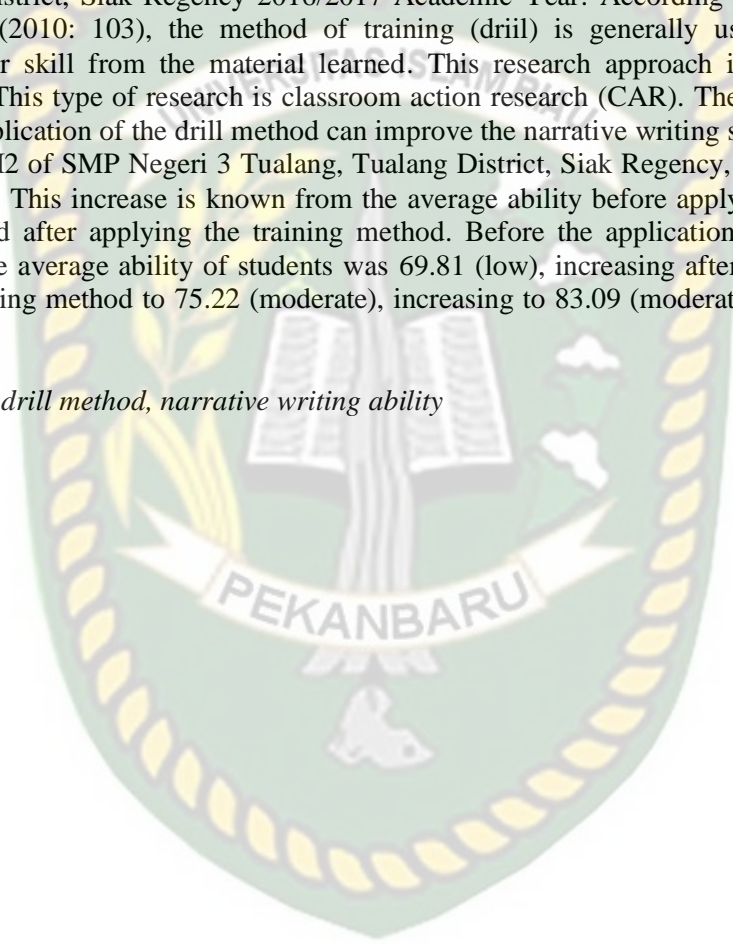 istrict, Siak Regency 2016/2017 Academic Year. According
(2010: 103), the method of training (driil) is generally us
r skill from the material learned. This research approach i
UNIVERSITAS ISLAM RIAU
This type of research is classroom action research (CAR). The
plication of the drill method can improve the narrative writing s
I2 of SMP Negeri 3 Tualang, Tualang District, Siak Regency,
This increase is known from the average ability before apply
d after applying the training method. Before the application
e average ability of students was 69.81 (low), increasing after
ing method to 75.22 (moderate), increasing to 83.09 (moderat
drill method, narrative writing ability
PEKANBARU